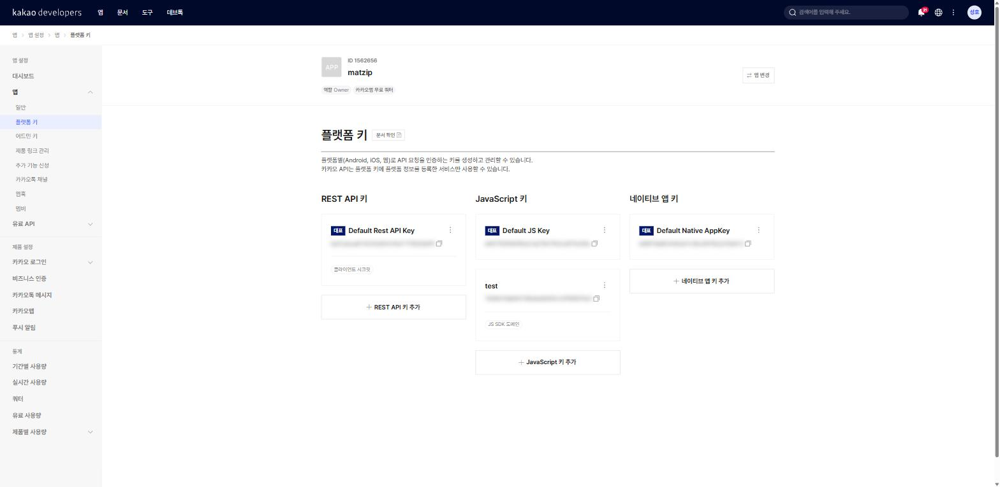 kakao developers
앱
문서
도구
데브톡
검색어를 입력해 주세요.
21
성호
앱 > 앱 설정 > 앱 > 플랫폼 키
앱 설정
대시보드
앱
일반
플랫폼 키
어드민 키
제품 링크 관리
추가 기능 신청
카카오톡 채널
웹훅
멤버
유료 API
제품 설정
카카오 로그인
비즈니스 인증
카카오톡 메시지
카카오맵
푸시 알림
통계
기간별 사용량
실시간 사용량
쿼터
유료 사용량
제품별 사용량
APP
ID 1562656
matzip
역할 Owner
카카오맵 무료 쿼터
앱 변경
플랫폼 키
문서 확인
플랫폼별(Android, iOS, 웹)로 API 요청을 인증하는 키를 생성하고 관리할 수 있습니다.
카카오 API는 플랫폼 키에 플랫폼 정보를 등록한 서비스만 사용할 수 있습니다.
REST API 키
대표 Default Rest API Key
클라이언트 시크릿
+ REST API 키 추가
JavaScript 키
대표 Default JS Key
test
JS SDK 도메인
+ JavaScript 키 추가
네이티브 앱 키
대표 Default Native AppKey
+ 네이티브 앱 키 추가